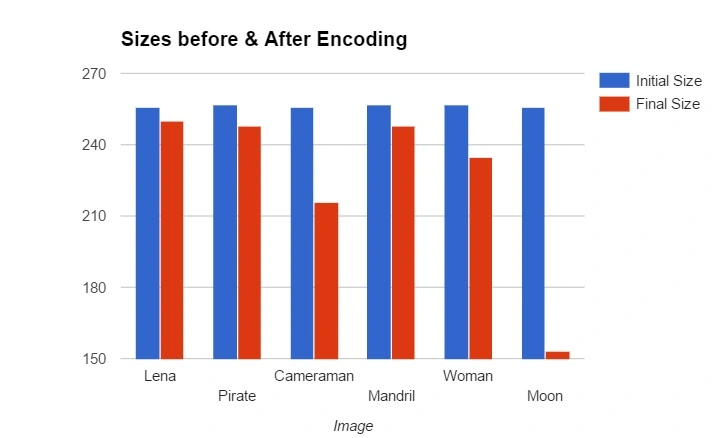 Sizes before & After Encoding
270
240
210
180
150
Initial Size
Final Size
Lena
Pirate
Cameraman
Mandril
Woman
Moon
Image